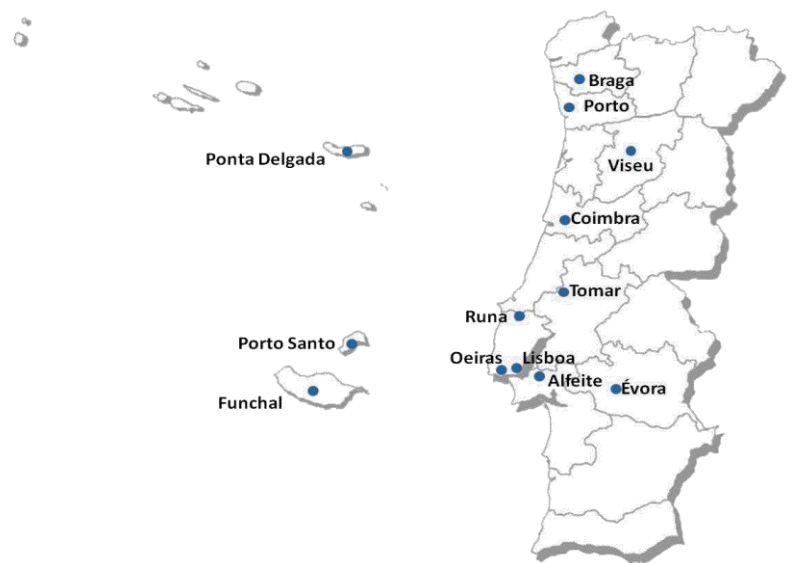 Braga
Porto
Ponta Delgada
Viseu
Coimbra
Tomar
Runa
Porto Santo
Oeiras
Lisboa
Alfeite
Évora
Funchal